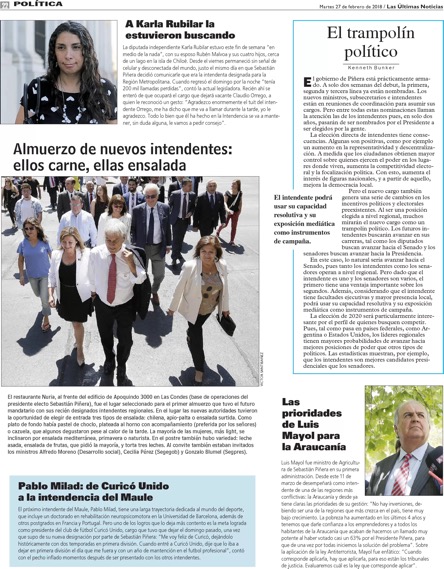 22 POLÍTICA
Martes 27 de febrero de 2018 / Las Últimas Noticias
A Karla Rubilar la
estuvieron buscando
La diputada independiente Karla Rubilar estuvo este fin de semana "en
medio de la nada", con su esposo Rubén Malvoa y sus cuatro hijos, cerca
de un lago en la isla de Chiloé. Desde el viernes permaneció sin señal de
celular y desconectada del mundo, justo el mismo día en que Sebastián
Piñera decidió comunicarle que era la intendenta designada para la
Región Metropolitana. Cuando regresó el domingo por la noche "tenía
200 mil llamadas perdidas", contó la actual legisladora. Recién ahí se
enteró de que ocuparía el cargo que dejará vacante Claudio Orrego, a
quien le reconoció un gesto: "Agradezco enormemente el tuit del inten-
dente Orrego, me ha dicho que me va a llamar durante la tarde, yo le
agradezco. Todo lo bien que él ha hecho en la Intendencia se va a mante-
ner, sin duda alguna, le vamos a pedir consejo".
Almuerzo de nuevos intendentes:
ellos carne, ellas ensalada
El restaurante Nuria, al frente del edificio de Apoquindo 3000 en Las Condes (base de operaciones
del presidente electo Sebastián Piñera), fue el lugar seleccionado para el primer almuerzo que tuvo el futuro
mandatario con sus recién designados intendentes regionales. En el lugar las nuevas autoridades tuvieron
la oportunidad de elegir de entrada tres tipos de ensalada: chilena, apio-palta o ensalada surtida. Como
plato de fondo había pastel de choclo, plateada al horno con acompañamiento (preferida por los señores)
o cazuela, que algunos degustaron pese al calor de la tarde. La mayoría de las mujeres, más light, se
inclinaron por ensalada mediterránea, primavera o naturista. En el postre también hubo variedad: leche
asada, ensalada de frutas, qué pidió la mayoría, y torta tres leches. Al convite también estaban invitados
los ministros Alfredo Moreno (Desarrollo social), Cecilia Pérez (Segegob) y Gonzalo Blumel (Segpres).
Pablo Milad: de Curicó Unido
a la intendencia del Maule
El próximo intendente del Maule, Pablo Milad, tiene una larga trayectoria dedicada al mundo del deporte,
que incluye un doctorado en rehabilitación neuropsicomotora en la Universidad de Barcelona, además de
otros postgrados en Francia y Portugal. Pero uno de los logros que lo deja más contento es la meta lograda
como presidente del club de fútbol Curicó Unido, cargo que tuvo que dejar el domingo pasado, una vez
que supo de su nueva designación por parte de Sebastián Piñera: "Me voy feliz de Curicó, dejándolo
históricamente con dos temporadas en primera división. Cuando entré a Curicó Unido, dije que lo iba a
dejar en primera división el día que me fuera y con un año de mantención en el fútbol profesional", contó
con el pecho inflado momentos después de ser presentado con los otros intendentes.
El trampolín
político
Kenneth Bunker
El gobierno de Piñera está prácticamente arma-
do. A solo dos semanas del debut, la primera,
segunda y tercera línea ya están nombrados. Los
nuevos ministros, subsecretarios e intendentes
están en reuniones de coordinación para asumir sus
cargos. Pero entre todas estas nominaciones llaman
la atención las de los intendentes pues, en solo dos
años, pasarán de ser nombrados por el Presidente a
ser elegidos por la gente.
La elección directa de intendentes tiene conse-
cuencias. Algunas son positivas, como por ejemplo
un aumento en la representatividad y descentraliza-
ción. A medida que los ciudadanos obtienen mayor
control sobre quienes ejercen el poder en los luga-
res donde viven, aumenta la competitividad electo-
ral y la focalización política. Con esto, aumenta el
interés de figuras nacionales, y a partir de aquello,
mejora la democracia local.
Pero el nuevo cargo también
genera una serie de cambios en los
incentivos políticos y electorales
preexistentes. Al ser una posición
elegida a nivel regional, muchos
mirarán el nuevo cargo como un
trampolín político. Los futuros in-
tendentes buscarán avanzar en sus
carreras, tal como los diputados
buscan avanzar hacia el Senado y los
senadores buscan avanzar hacia la Presidencia.
El intendente podrá
usar su capacidad
resolutiva y su
exposición mediática
como instrumentos
de campaña.
En este caso, lo natural sería avanzar hacia el
Senado, pues tanto los intendentes como los sena-
dores operan a nivel regional. Pero dado que el
intendente es uno y los senadores son varios, el
primero tiene una ventaja importante sobre los
segundos. Además, considerando que el intendente
tiene facultades ejecutivas y mayor presencia local,
podrá usar su capacidad resolutiva y su exposición
mediática como instrumento de campaña.
La elección de 2020 será particularmente intere-
sante por el perfil de quienes busquen competir.
Pues, tal como pasa en países federales, como Ar-
gentina o Estados Unidos, los líderes regionales
tienen mayores probabilidades de avanzar hacia
mejores posiciones de poder que otros tipos de
políticos. Las estadísticas muestran, por ejemplo,
que los intendentes son mejores candidatos presi-
denciales que los senadores.
Las
prioridades
de Luis
Mayol para
la Araucanía
Luis Mayol fue ministro de Agricultu-
ra de Sebastián Piñera en su primera
administración. Desde este 11 de
marzo de desempeñará como inten-
dente de una de las regiones más
conflictivas: la Araucanía y desde ya
tiene claras las prioridades de su gestión: "No hay inversiones, de-
biendo ser una de las regiones que más crezca en el país, tiene muy
bajo crecimiento. La pobreza ha aumentado en los últimos 4 años y
tenemos que darle confianza a los emprendedores y a todos los
habitantes de la Araucanía que acaban de hacernos un llamado muy
potente al haber votado casi un 63% por el Presidente Piñera, para
que de una vez por todas iniciemos la solución del problema". Sobre
la aplicación de la ley Antiterrorista, Mayol fue enfático: "Cuando
corresponde aplicarla, hay que aplicarla, para eso están los tribunales
de Justicia. Evaluaremos cuál es la ley que corresponde aplicar".